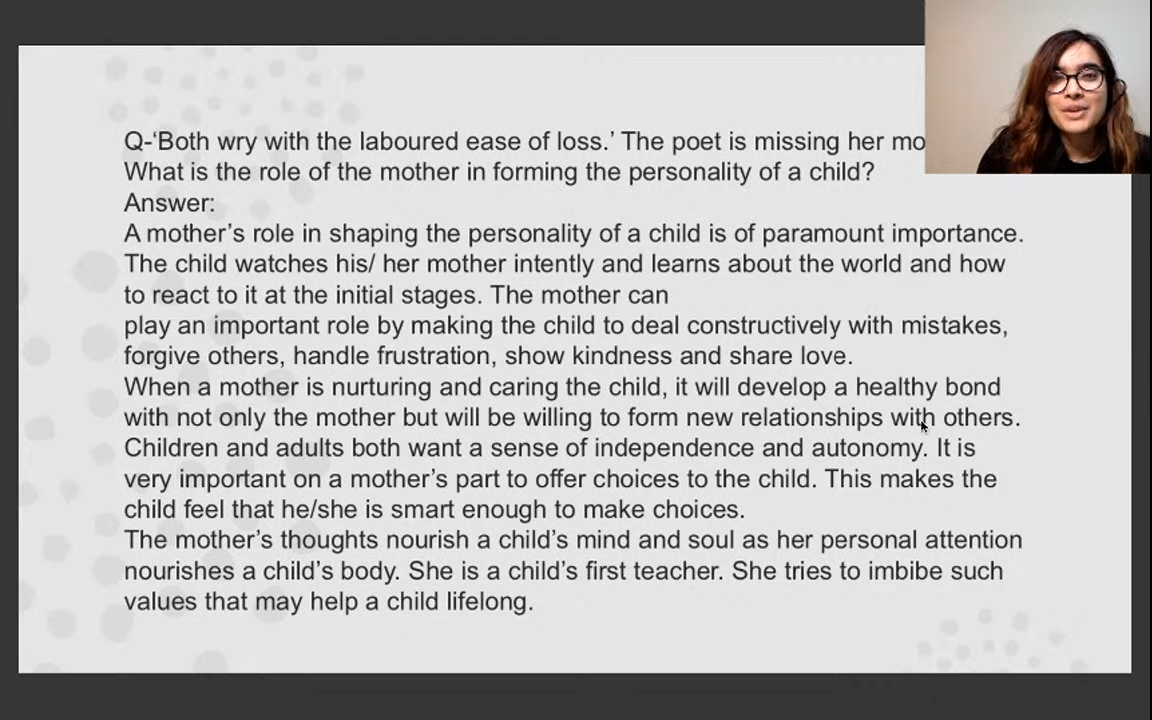 Q-‘Both wry with the laboured ease of loss.’ The poet is missing her
What is the role of the mother in forming the personality of a child?
Answer:
A mother’s role in shaping the personality of a child is of paramount importance.
The child watches his/ her mother intently and learns about the world and how
to react to it at the initial stages. The mother can
play an important role by making the child to deal constructively with mistakes,
forgive others, handle frustration, show kindness and share love.
When a mother is nurturing and caring the child, it will develop a healthy bond
with not only the mother but will be willing to form new relationships with others.
Children and adults both want a sense of independence and autonomy. It is
very important on a mother’s part to offer choices to the child. This makes the
child feel that he/she is smart enough to make choices.
The mother’s thoughts nourish a child’s mind and soul as her personal attention
nourishes a child’s body. She is a child’s first teacher. She tries to imbibe such
values that may help a child lifelong.